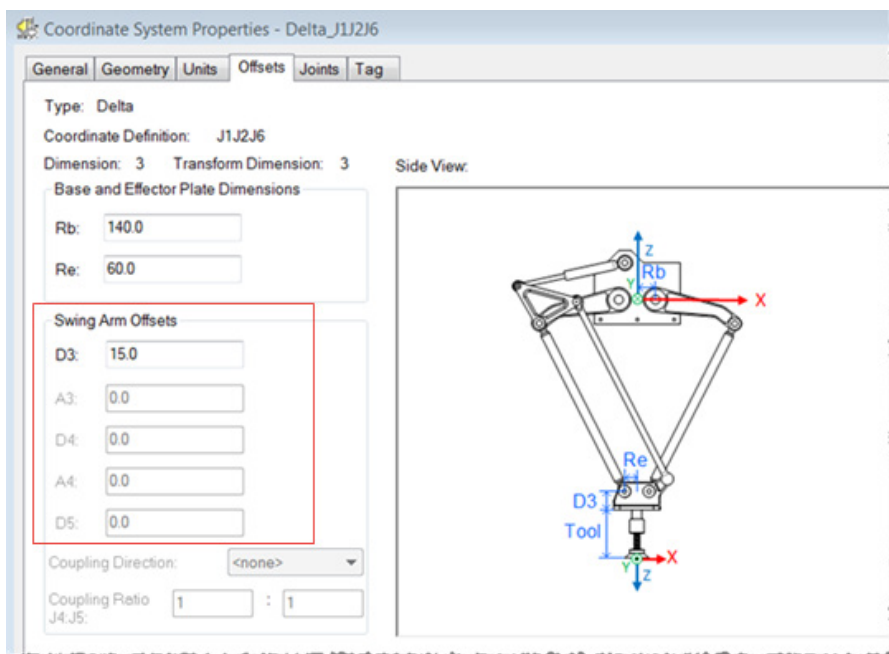 Coordinate System Properties - Delta_J1J2J6
General Geometry Units Offsets Joints Tag
Type: Delta
Coordinate Definition: J1J2J6
Dimension: 3 Transform Dimension: 3
Side View:
Base and Effector Plate Dimensions
Rb: 140.0
Re: 60.0
Swing Arm Offsets
D3: 15.0
A3: 0.0
D4: 0.0
A4: 0.0
D5: 0.0
Coupling Direction: <none>
Coupling Ratio J4:J5: 1 : 1
Z
Rb
Y
X
Re
D3
Tool
X
Y
Z